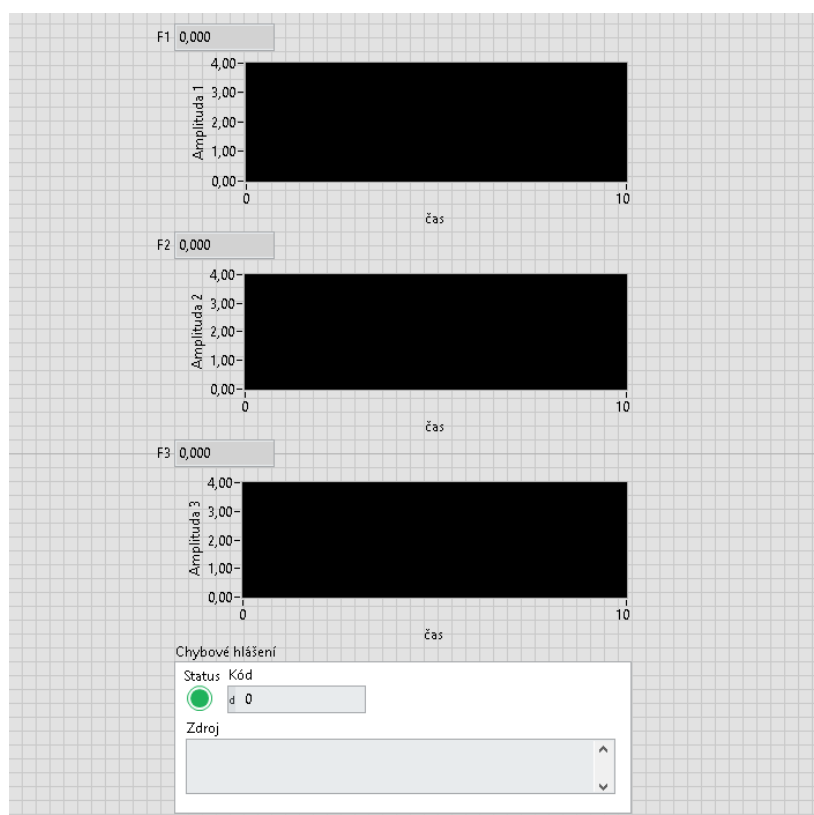 F1 0,000
4,00
3,00
2,00
1,00
0,00
Amplituda 1
0 10
čas
F2 0,000
4,00
3,00
2,00
1,00
0,00
Amplituda 2
0 10
čas
F3 0,000
4,00
3,00
2,00
1,00
0,00
Amplituda 3
0 10
čas
Chybové hlášení
Status Kód
d 0
Zdroj